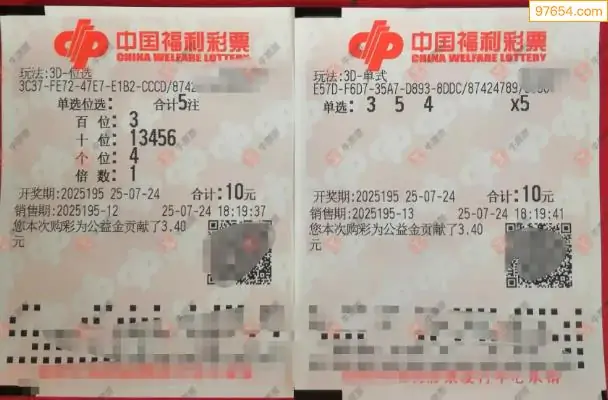 97654.com
中国福利彩票
CHINA WELFARE LOTTERY
玩法:3D-位选
3C37-FE72-47E7-E1B2-CCCD/8742
单选位选: 合计5注
百 位: 3
十 位: 13456
个 位: 4
倍 数: 1
开奖期:2025195 25-07-24 合计:10元
销售期:2025195-12 25-07-24 18:19:37
您本次购彩为公益金贡献了3.40
元
中国福利彩票
CHINA WELFARE LOTTERY
玩法:3D-单式
E57D-F6D7-35A7-D893-8DDC/87424789/
单选: 3 5 4 x5
开奖期:2025195 25-07-24 合计:10元
销售期:2025195-13 25-07-24 18:19:41
您本次购彩为公益金贡献了3.40
元